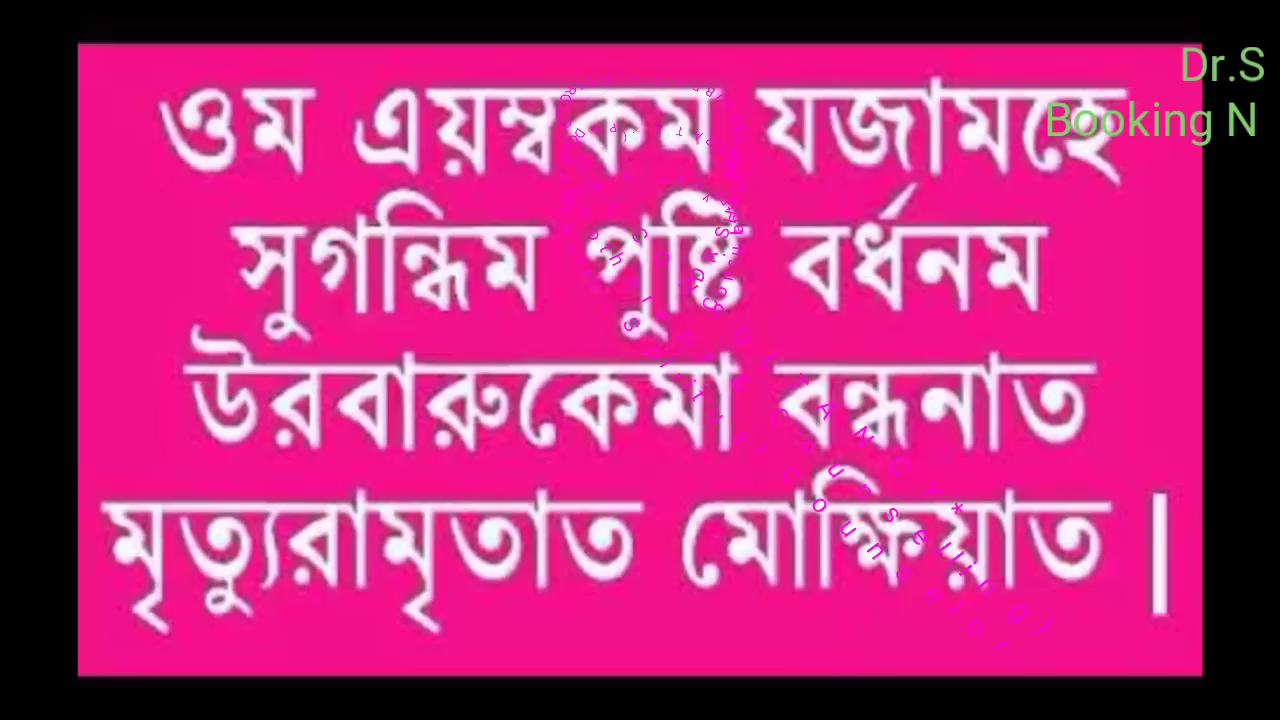 Dr.S
Booking N
ওম এয়ম্বকম যজামহে
সুগন্ধিম পুষ্টি বর্ধনম
উরবারুকেমা বন্ধনাত
মৃত্যুরামৃতাত মোক্ষিয়াত |